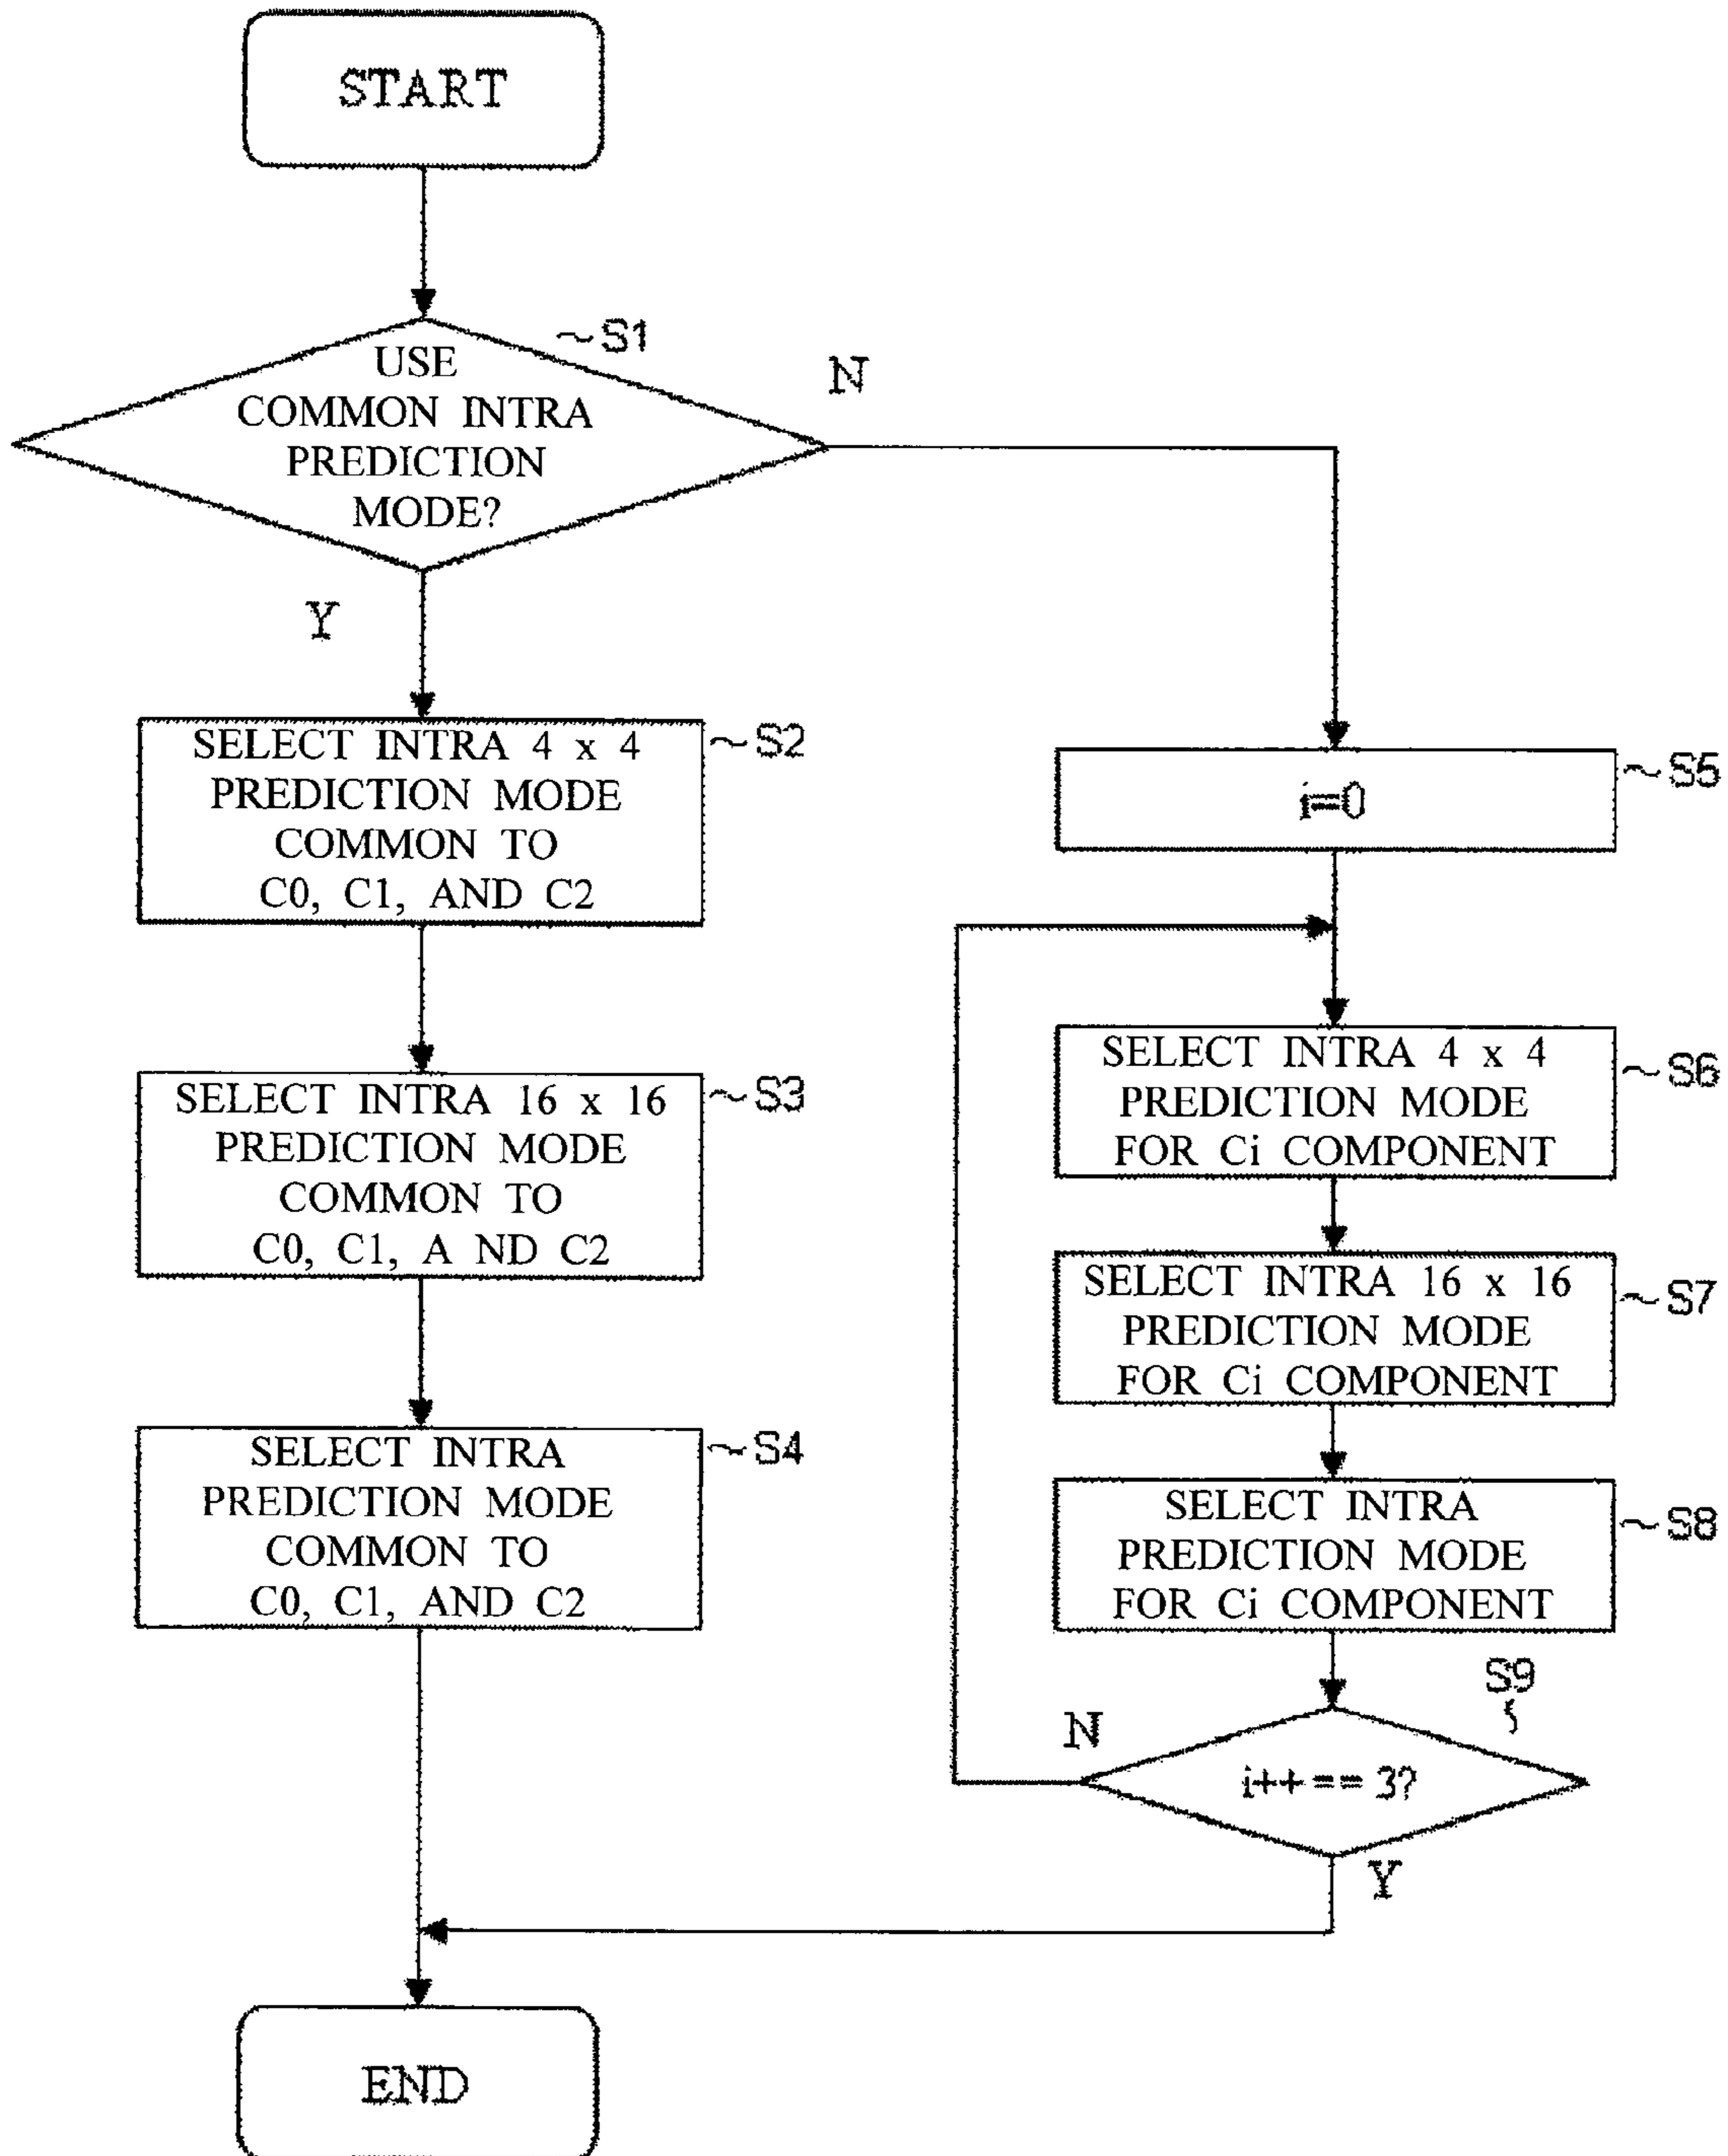 START
~S1
USE
COMMON INTRA
PREDICTION
MODE?
N
Y
SELECT INTRA 4 x 4
PREDICTION MODE
COMMON TO
C0, C1, AND C2
~S2
SELECT INTRA 16 x 16
PREDICTION MODE
COMMON TO
C0, C1, A ND C2
~S3
SELECT INTRA
PREDICTION MODE
COMMON TO
C0, C1, AND C2
~S4
i=0
~S5
SELECT INTRA 4 x 4
PREDICTION MODE
FOR Ci COMPONENT
~S6
SELECT INTRA 16 x 16
PREDICTION MODE
FOR Ci COMPONENT
~S7
SELECT INTRA
PREDICTION MODE
FOR Ci COMPONENT
~S8
S9
N
i++ == 3?
Y
END